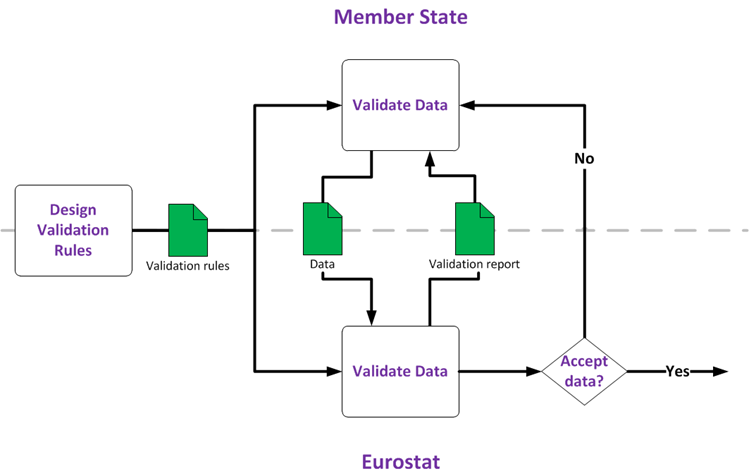 Member State
Validate Data
No
Design
Validation
Rules
Validation rules
Data
Validation report
Validate Data
Accept
data?
Yes
Eurostat